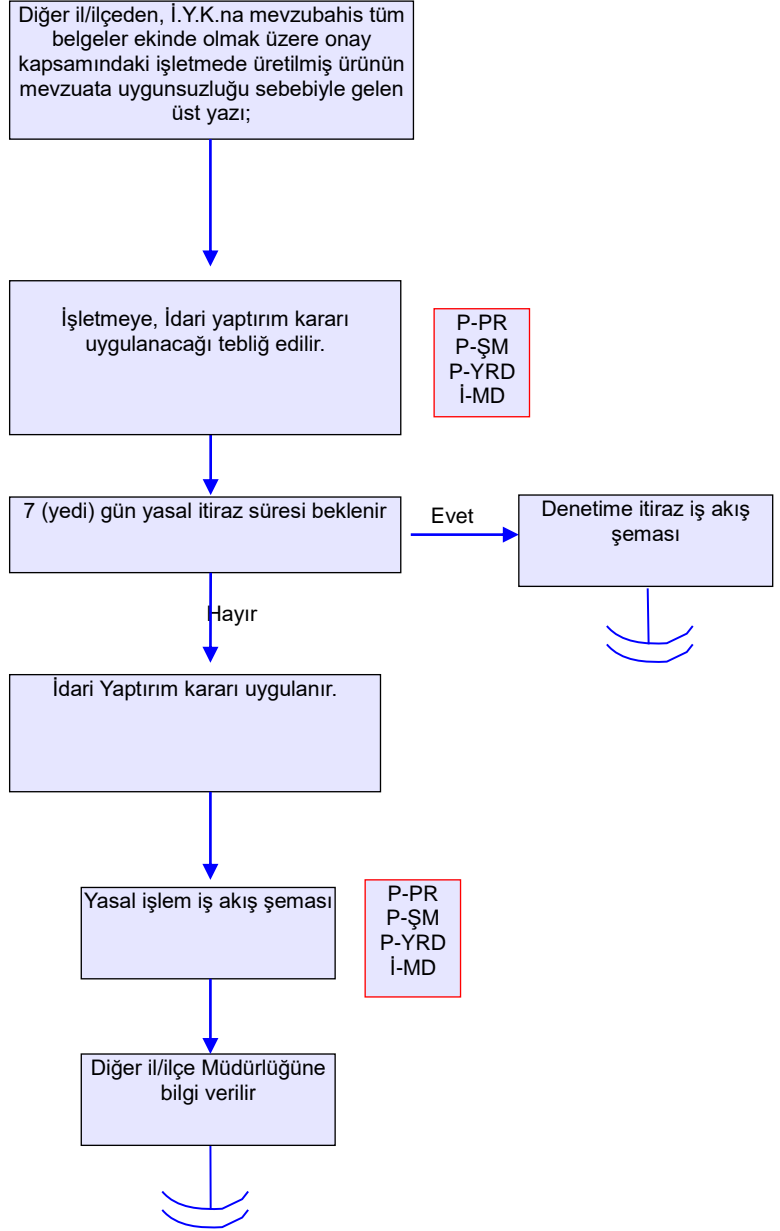 Diğer il/ilçeden, İ.Y.K.na mevzubahis tüm
belgeler ekinde olmak üzere onay
kapsamındaki işletmede üretilmiş ürünün
mevzuata uygunsuzluğu sebebiyle gelen
üst yazı;
İşletmeye, İdari yaptırım kararı
uygulanacağı tebliğ edilir.
P-PR
P-ŞM
P-YRD
İ-MD
7 (yedi) gün yasal itiraz süresi beklenir
Evet
Denetime itiraz iş akış
şeması
Hayır
İdari Yaptırım kararı uygulanır.
Yasal işlem iş akış şeması
P-PR
P-ŞM
P-YRD
İ-MD
Diğer il/ilçe Müdürlüğüne
bilgi verilir